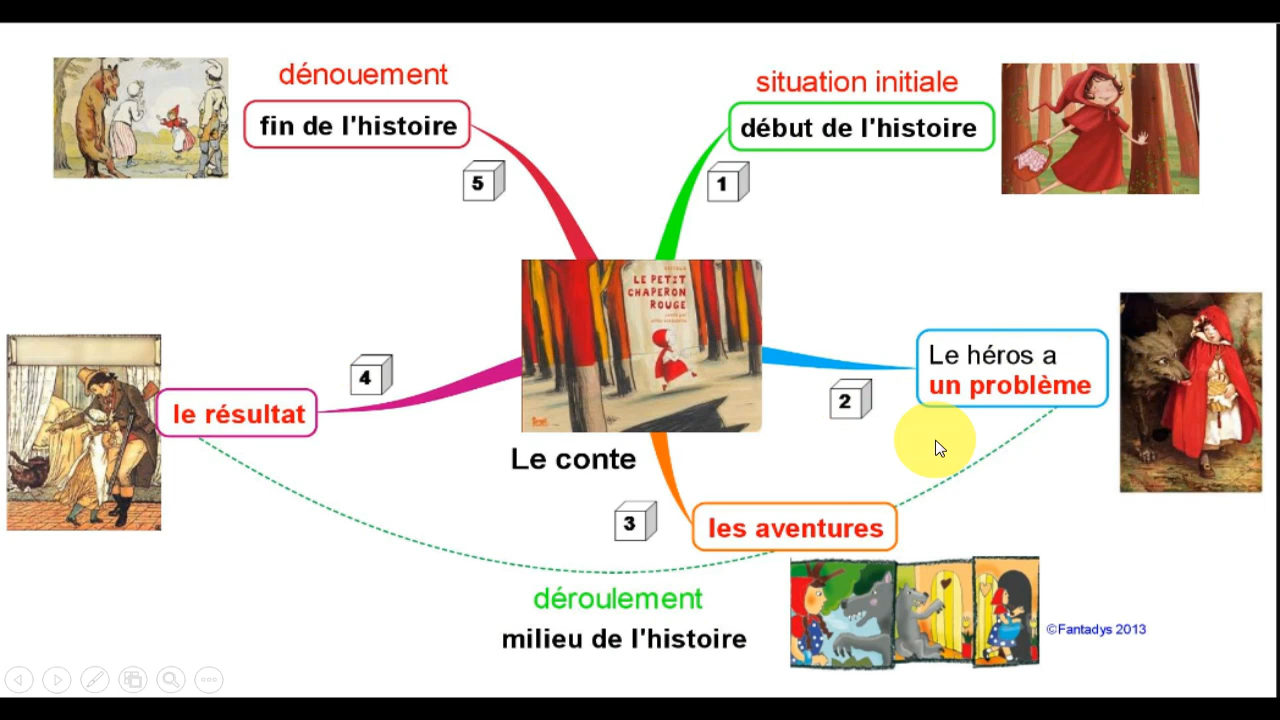 dénouement
fin de l'histoire
5
situation initiale
début de l'histoire
1
LE PETIT
CHAPERON
ROUGE
Le héros a
un problème
2
4
le résultat
Le conte
3
les aventures
déroulement
milieu de l'histoire
©Fantadys 2013